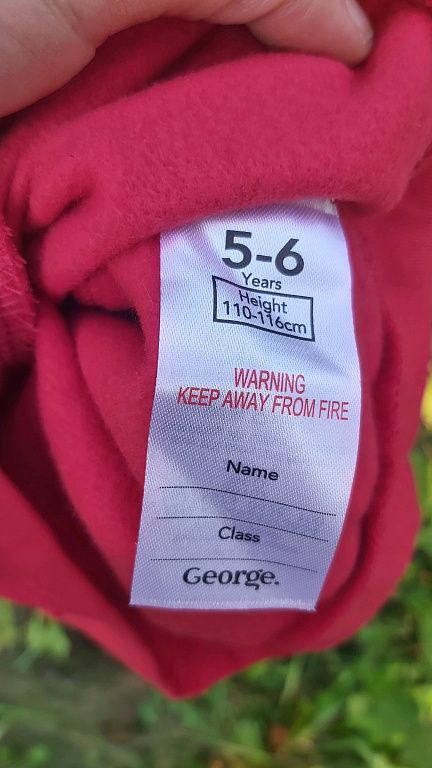 5-6
Years
Height
110-116cm
WARNING
KEEP AWAY FROM FIRE
Name
Class
George.